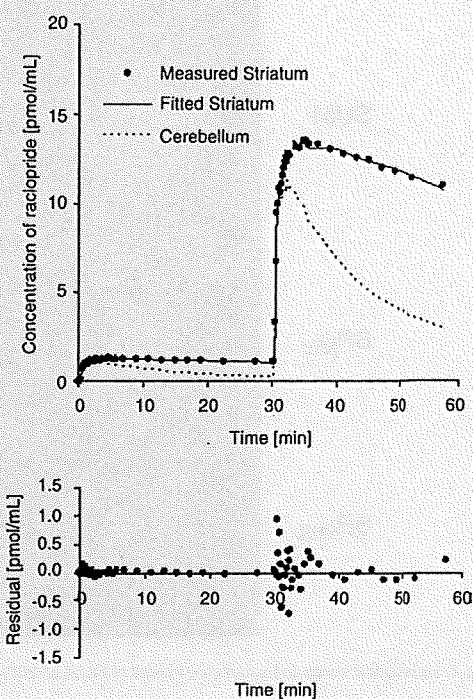 20
15
10
5
0
Concentration of raclopride [pmol/mL]
Measured Striatum
Fitted Striatum
Cerebellum
0 10 20 30 40 50 60
Time [min]
1.5
1.0
0.5
0.0
-0.5
-1.0
-1.5
Residual [pmol/mL]
0 10 20 30 40 50 60
Time [min]